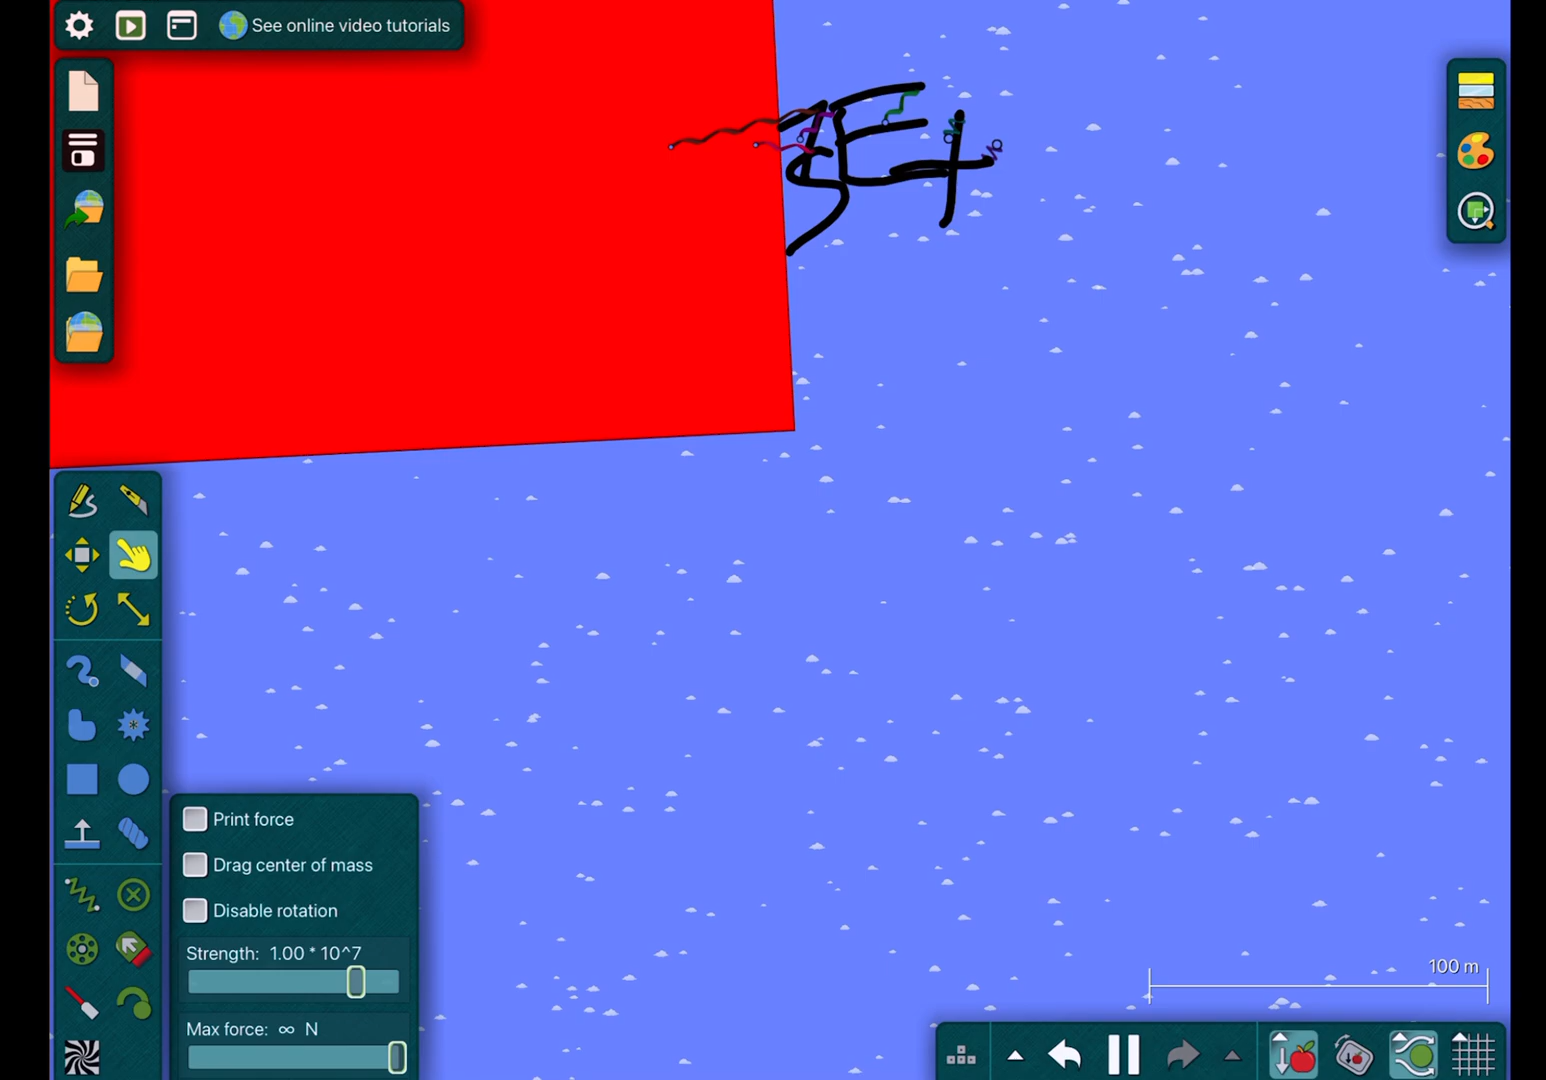 See online video tutorials
Print force
Drag center of mass
Disable rotation
Strength: 1.00 * 10^7
Max force: ∞ N
100 m